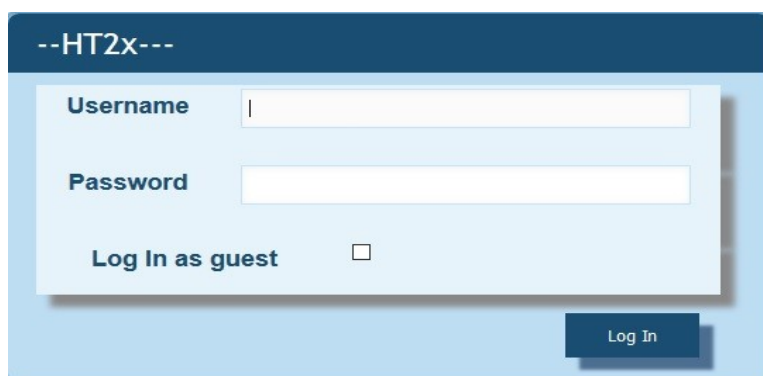 --HT2x---
Username
Password
Log In as guest
Log In